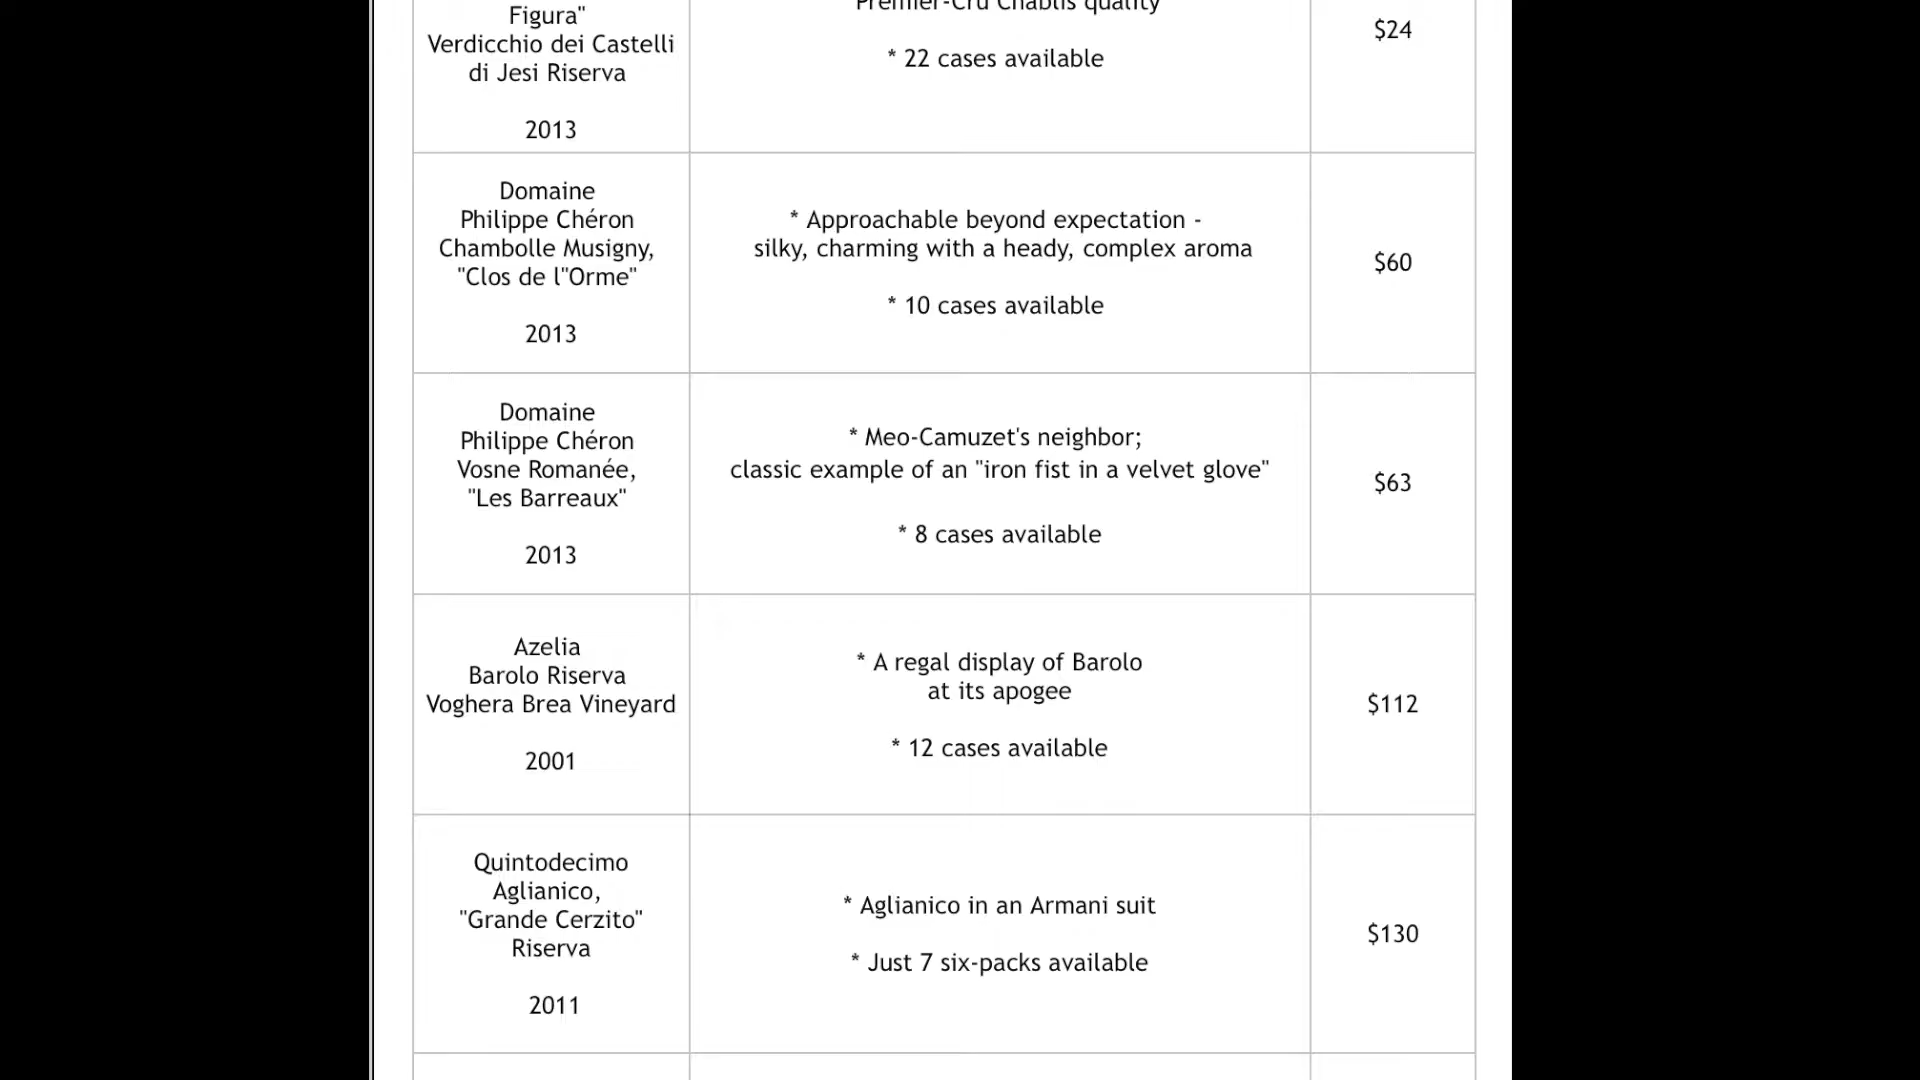 Figura"
Verdicchio dei Castelli
di Jesi Riserva
2013
Premier-Cru Chablis quality
* 22 cases available
$24
Domaine
Philippe Chéron
Chambolle Musigny,
"Clos de l"Orme"
2013
* Approachable beyond expectation -
silky, charming with a heady, complex aroma
* 10 cases available
$60
Domaine
Philippe Chéron
Vosne Romanée,
"Les Barreaux"
2013
* Meo-Camuzet's neighbor;
classic example of an "iron fist in a velvet glove"
* 8 cases available
$63
Azelia
Barolo Riserva
Voghera Brea Vineyard
2001
* A regal display of Barolo
at its apogee
* 12 cases available
$112
Quintodecimo
Aglianico,
"Grande Cerzito"
Riserva
2011
* Aglianico in an Armani suit
* Just 7 six-packs available
$130